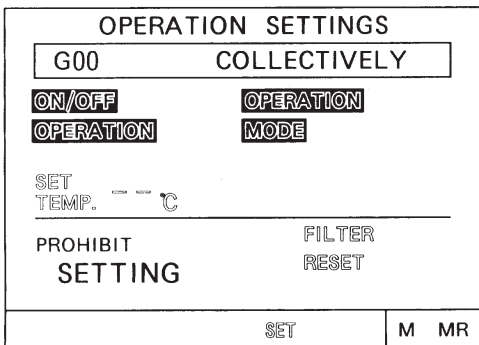 OPERATION SETTINGS
G00 COLLECTIVELY
ON/OFF OPERATION
OPERATION MODE
SET
TEMP. -- °C
PROHIBIT FILTER
SETTING RESET
SET M MR